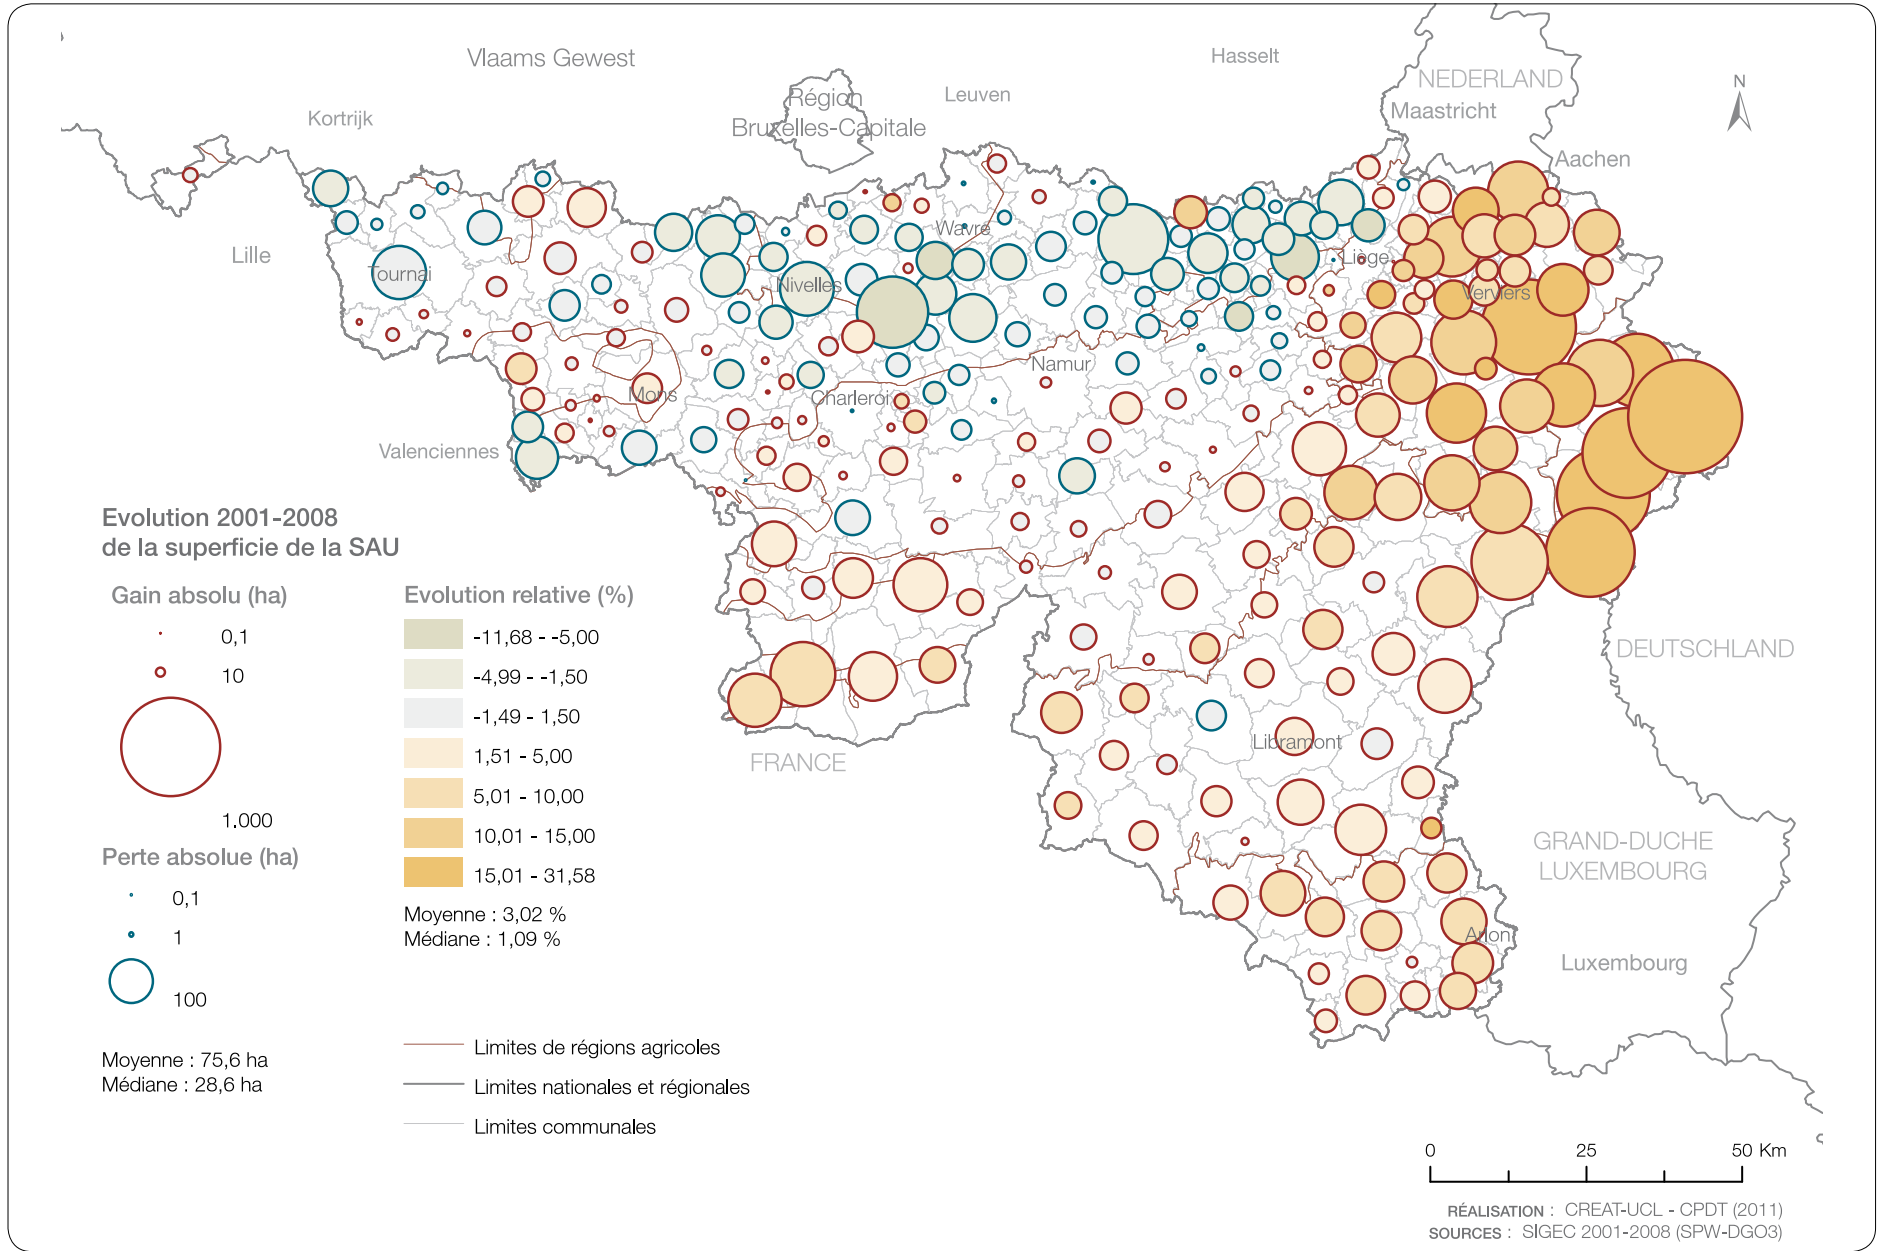 Vlaams Gewest
Hasselt
NEDERLAND
Maastricht
Leuven
Région
Bruxelles-Capitale
Kortrijk
Aachen
Lille
Wavre
Tournai
Nivelles
Liège
Verviers
Namur
Mons
Charleroi
Valenciennes
Libramont
FRANCE
DEUTSCHLAND
GRAND-DUCHE
LUXEMBOURG
Arlon
Luxembourg
N
Evolution 2001-2008
de la superficie de la SAU
Gain absolu (ha)
0,1
10
1.000
Perte absolue (ha)
0,1
1
100
Moyenne : 75,6 ha
Médiane : 28,6 ha
Evolution relative (%)
-11,68 - -5,00
-4,99 - -1,50
-1,49 - 1,50
1,51 - 5,00
5,01 - 10,00
10,01 - 15,00
15,01 - 31,58
Moyenne : 3,02 %
Médiane : 1,09 %
Limites de régions agricoles
Limites nationales et régionales
Limites communales
0 25 50 Km
RÉALISATION : CREAT-UCL - CPDT (2011)
SOURCES : SIGEC 2001-2008 (SPW-DGO3)